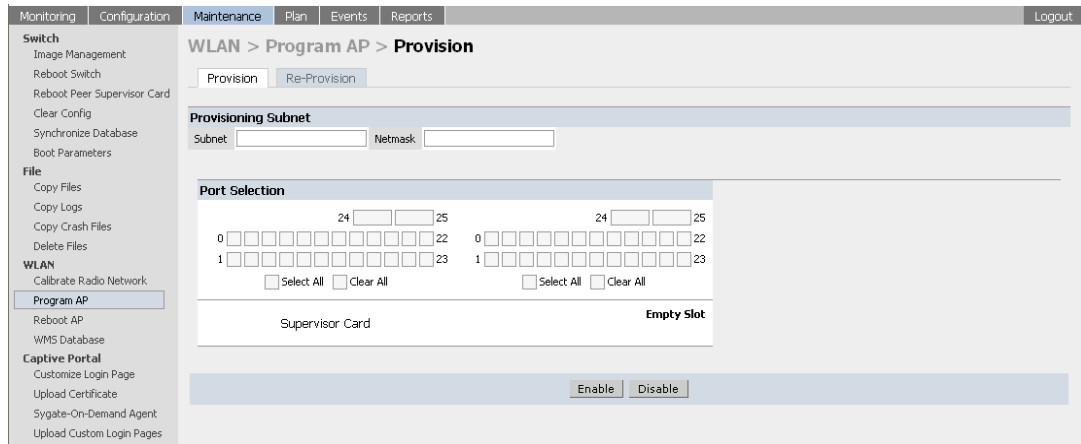 Monitoring Configuration Maintenance Plan Events Reports Logout
Switch
Image Management
Reboot Switch
Reboot Peer Supervisor Card
Clear Config
Synchronize Database
Boot Parameters
File
Copy Files
Copy Logs
Copy Crash Files
Delete Files
WLAN
Calibrate Radio Network
Program AP
Reboot AP
WMS Database
Captive Portal
Customize Login Page
Upload Certificate
Sygate-On-Demand Agent
Upload Custom Login Pages
WLAN > Program AP > Provision
Provision Re-Provision
Provisioning Subnet
Subnet Netmask
Port Selection
24 25 24 25
0 22 0 22
1 23 1 23
Select All Clear All Select All Clear All
Supervisor Card Empty Slot
Enable Disable